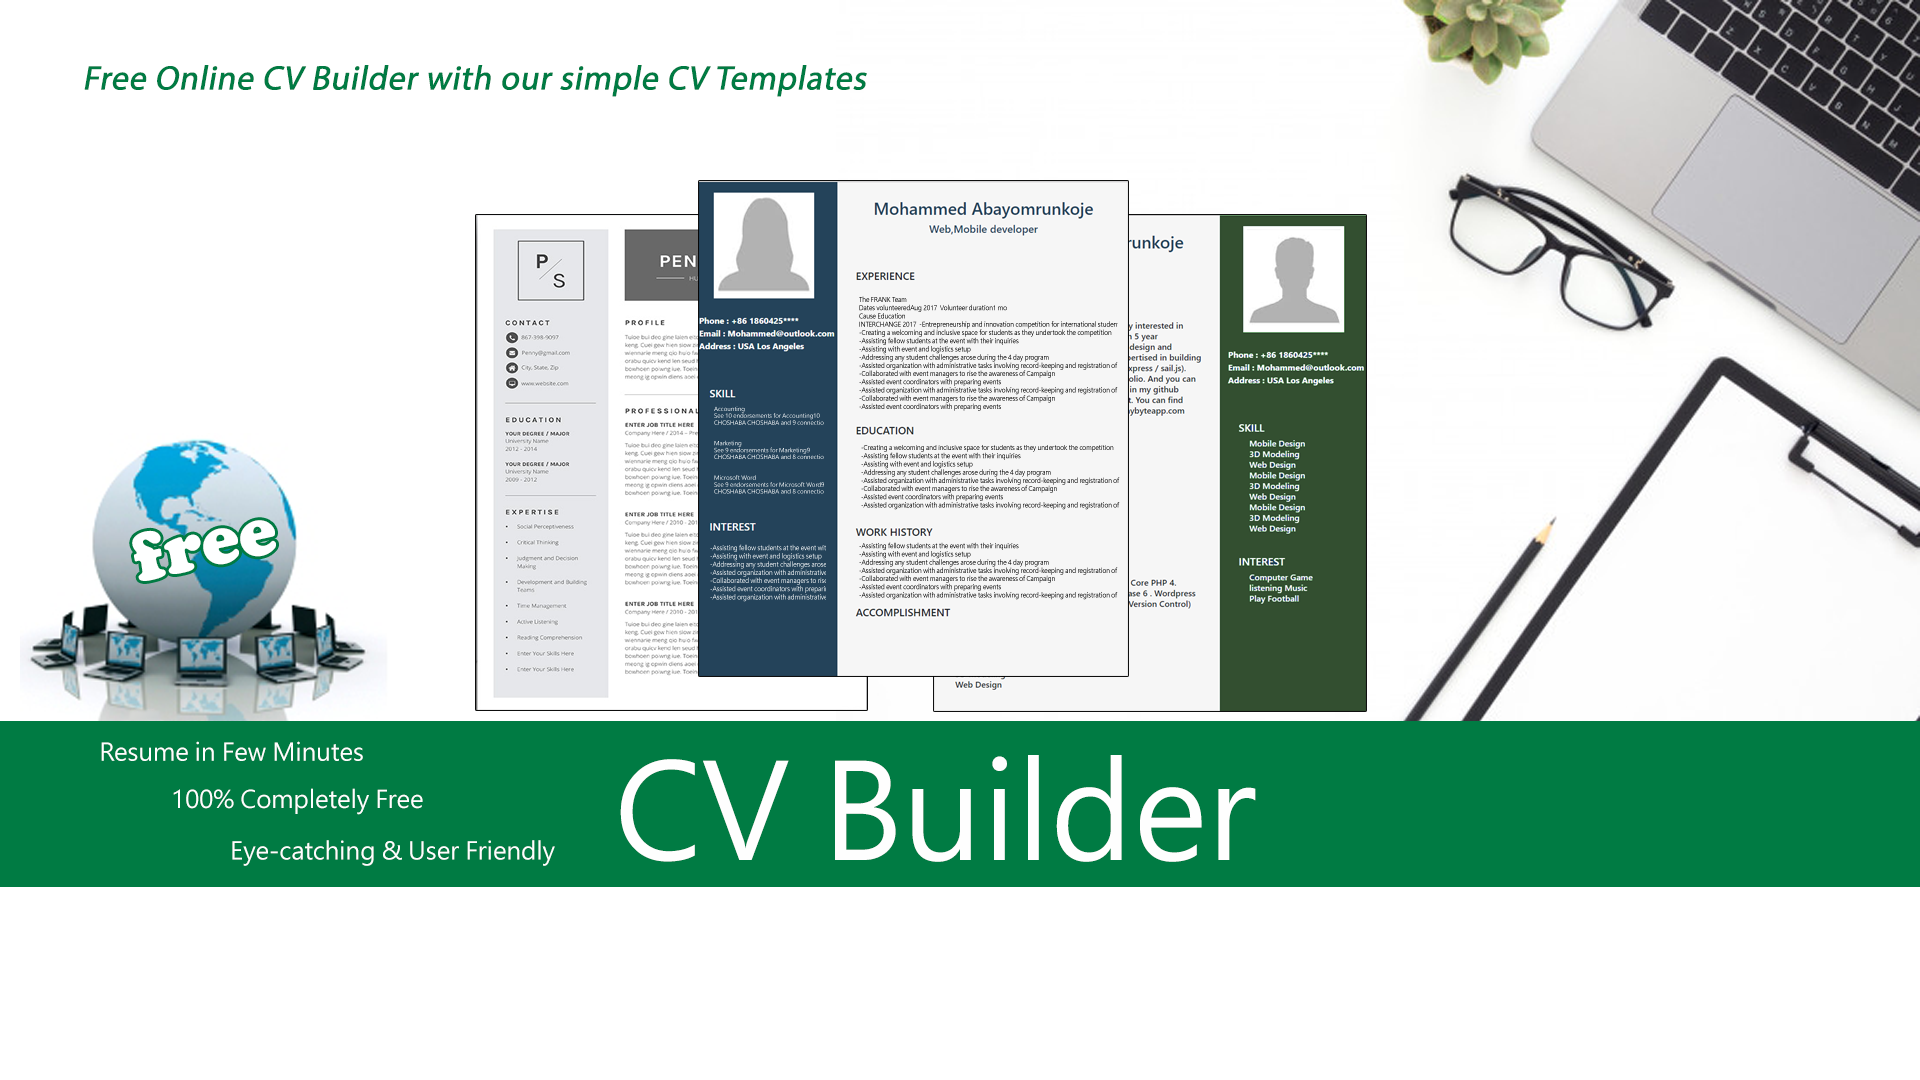 Free Online CV Builder with our simple CV Templates
free
P
S
CONTACT
867-398-9097
Penny@gmail.com
City, State, Zip
www.website.com
EDUCATION
YOUR DEGREE / MAJOR
University Name
2012 - 2014
YOUR DEGREE / MAJOR
University Name
2009 - 2012
EXPERTISE
Social Perceptiveness
Critical Thinking
Judgment and Decision
Making
Development and Building
Teams
Time Management
Active Listening
Reading Comprehension
Enter Your Skills Here
Enter Your Skills Here
PEN
PROFILE
PROFESSIONAL
ENTER JOB TITLE HERE
Company Here / 2014 - Pre
ENTER JOB TITLE HERE
Company Here / 2010 - 201
ENTER JOB TITLE HERE
Company Here / 2010 - 201
Phone : +86 1860425****
Email : Mohammed@outlook.com
Address : USA Los Angeles
SKILL
Accounting
See 10 endorsements for Accounting10
CHOSHABA CHOSHABA and 9 connectio
Marketing
See 9 endorsements for Marketing9
CHOSHABA CHOSHABA and 8 connectio
Microsoft Word
See 9 endorsements for Microsoft Word9
CHOSHABA CHOSHABA and 8 connectio
INTEREST
-Assisting fellow students at the event wit
-Assisting with event and logistics setup
-Addressing any student challenges arose
-Assisted organization with administrative
-Collaborated with event managers to rise
-Assisted event coordinators with prepari
-Assisted organization with administrative
Mohammed Abayomrunkoje
Web,Mobile developer
EXPERIENCE
The FRANK Team
Dates volunteeredAug 2017 Volunteer duration1 mo
Cause Education
INTERCHANGE 2017 -Entrepreneurship and innovation competition for international studen
-Creating a welcoming and inclusive space for students as they undertook the competition
-Assisting fellow students at the event with their inquiries
-Assisting with event and logistics setup
-Addressing any student challenges arose during the 4 day program
-Assisted organization with administrative tasks involving record-keeping and registration of
-Collaborated with event managers to rise the awareness of Campaign
-Assisted event coordinators with preparing events
-Assisted organization with administrative tasks involving record-keeping and registration of
-Collaborated with event managers to rise the awareness of Campaign
-Assisted event coordinators with preparing events
EDUCATION
-Creating a welcoming and inclusive space for students as they undertook the competition
-Assisting fellow students at the event with their inquiries
-Assisting with event and logistics setup
-Addressing any student challenges arose during the 4 day program
-Assisted organization with administrative tasks involving record-keeping and registration of
-Collaborated with event managers to rise the awareness of Campaign
-Assisted event coordinators with preparing events
-Assisted organization with administrative tasks involving record-keeping and registration of
WORK HISTORY
-Assisting fellow students at the event with their inquiries
-Assisting with event and logistics setup
-Addressing any student challenges arose during the 4 day program
-Assisted organization with administrative tasks involving record-keeping and registration of
-Collaborated with event managers to rise the awareness of Campaign
-Assisted event coordinators with preparing events
-Assisted organization with administrative tasks involving record-keeping and registration of
ACCOMPLISHMENT
runkoje
y interested in
n 5 year
design and
pertised in building
xpress / sail.js).
olio. And you can
in my github
t. You can find
ybyteapp.com
Core PHP 4.
ase 6 . Wordpress
Version Control)
Web Design
Phone : +86 1860425****
Email : Mohammed@outlook.com
Address : USA Los Angeles
SKILL
Mobile Design
3D Modeling
Web Design
Mobile Design
3D Modeling
Web Design
Mobile Design
3D Modeling
Web Design
INTEREST
Computer Game
listening Music
Play Football
Resume in Few Minutes
100% Completely Free
Eye-catching & User Friendly
CV Builder